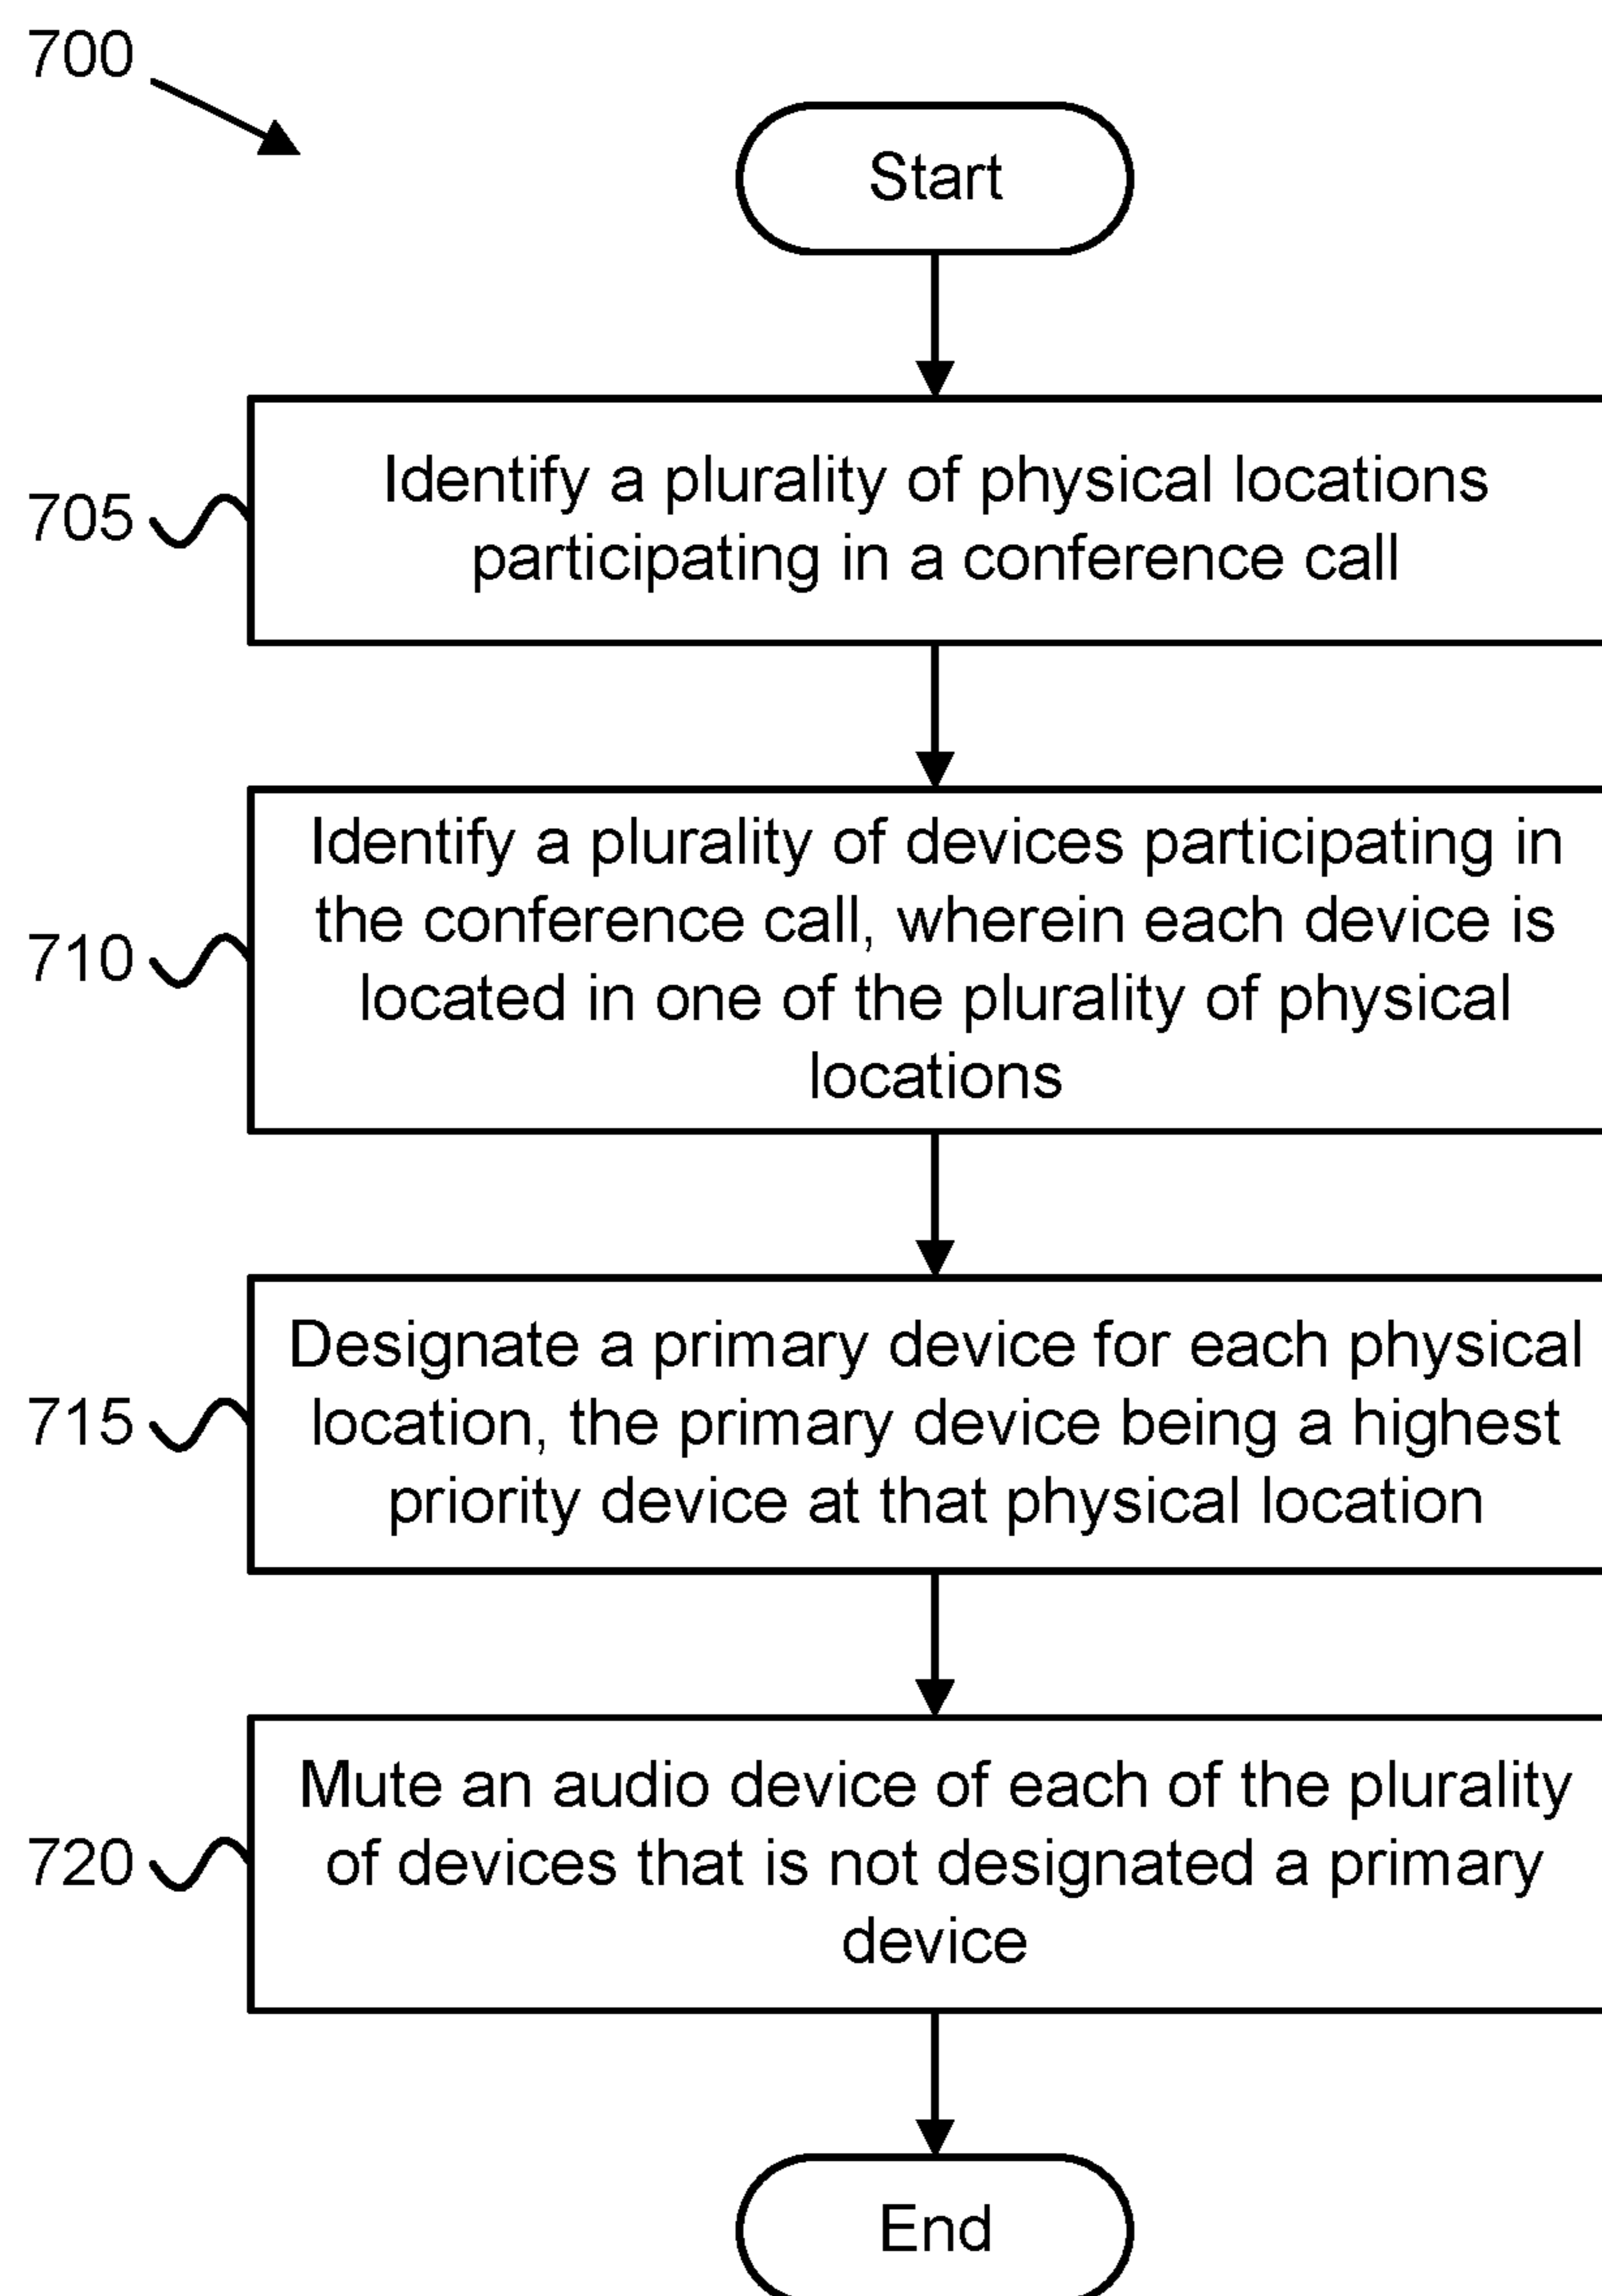 700
Start
705
Identify a plurality of physical locations
participating in a conference call
710
Identify a plurality of devices participating in
the conference call, wherein each device is
located in one of the plurality of physical
locations
715
Designate a primary device for each physical
location, the primary device being a highest
priority device at that physical location
720
Mute an audio device of each of the plurality
of devices that is not designated a primary
device
End